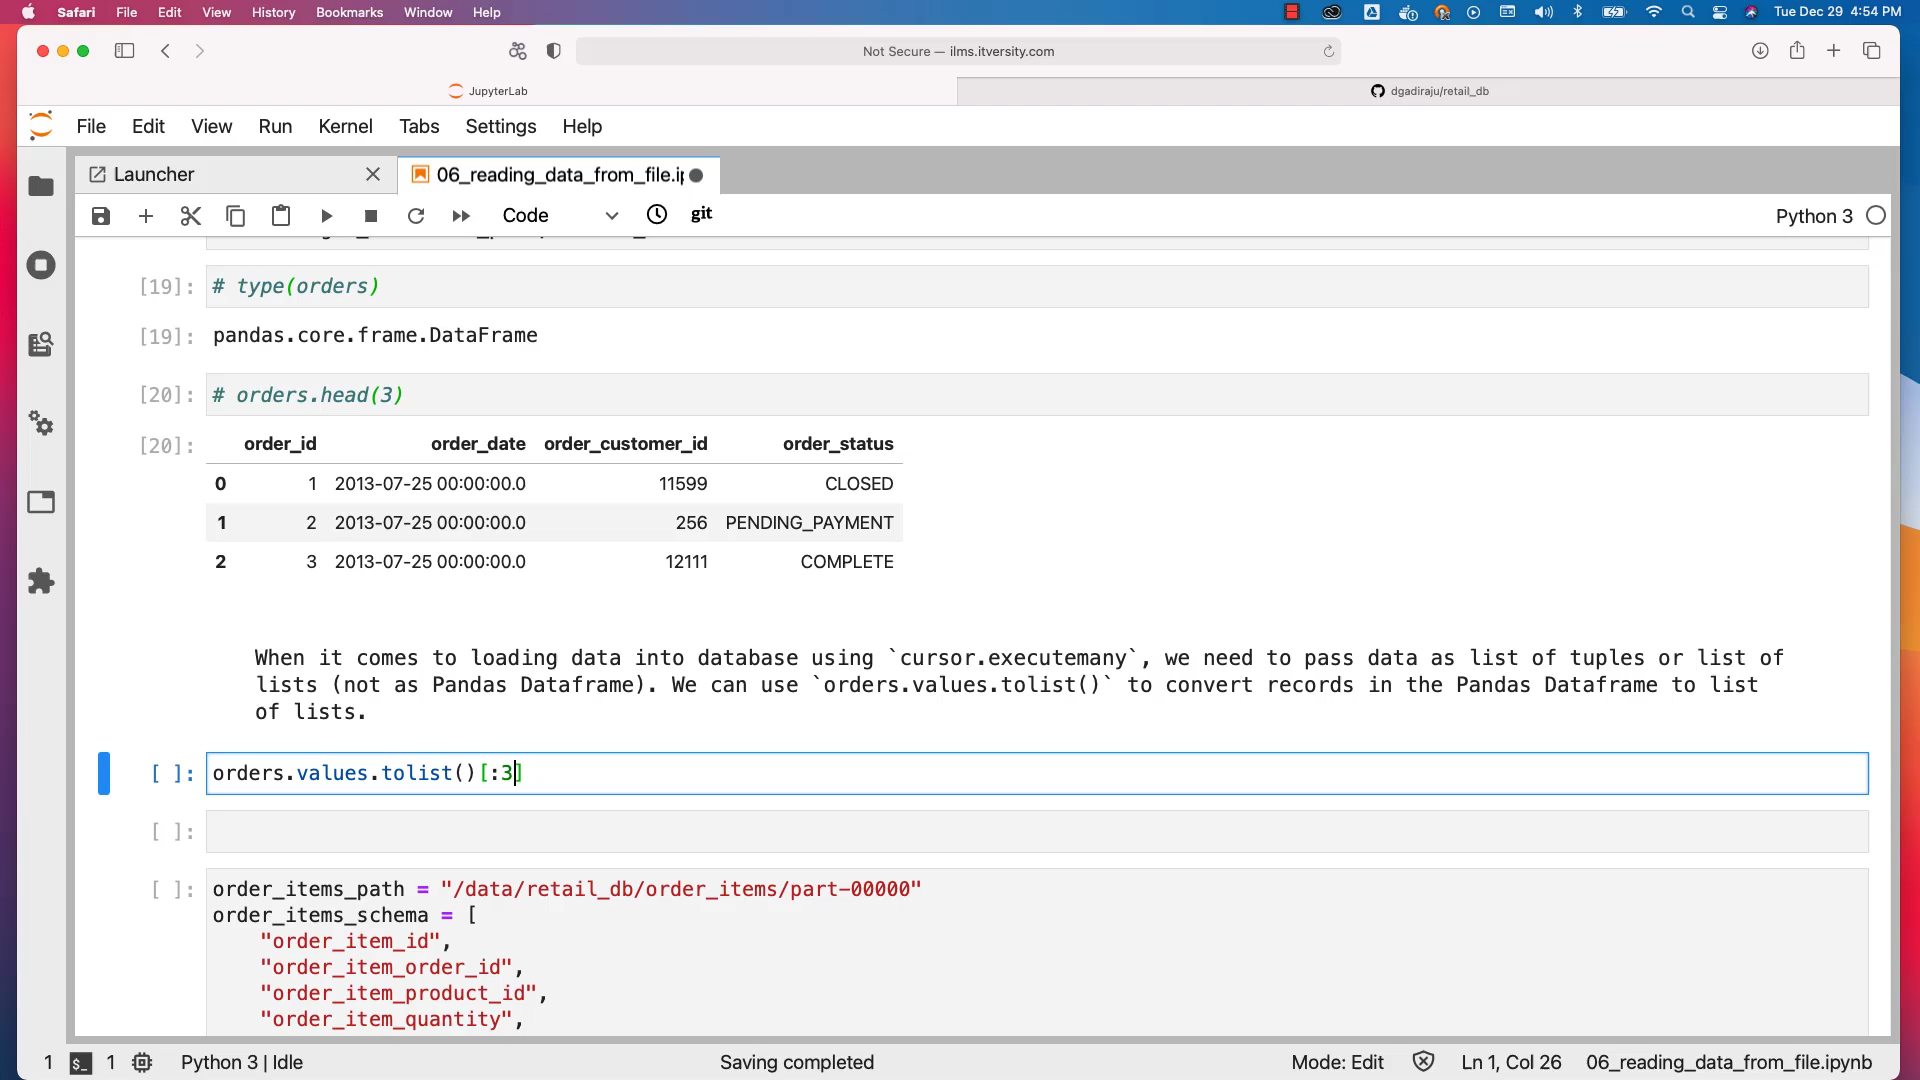 Safari File Edit View History Bookmarks Window Help Tue Dec 29 4:54 PM
Not Secure — ilms.itversity.com
JupyterLab dgadiraju/retail_db
File Edit View Run Kernel Tabs Settings Help
Launcher 06_reading_data_from_file.i
Code git Python 3
[19]: # type(orders)
[19]: pandas.core.frame.DataFrame
[20]: # orders.head(3)
[20]: order_id order_date order_customer_id order_status
0 1 2013-07-25 00:00:00.0 11599 CLOSED
1 2 2013-07-25 00:00:00.0 256 PENDING_PAYMENT
2 3 2013-07-25 00:00:00.0 12111 COMPLETE
When it comes to loading data into database using `cursor.executemany`, we need to pass data as list of tuples or list of
lists (not as Pandas Dataframe). We can use `orders.values.tolist()` to convert records in the Pandas Dataframe to list
of lists.
[ ]: orders.values.tolist()[:3]
[ ]:
[ ]: order_items_path = "/data/retail_db/order_items/part-00000"
order_items_schema = [
"order_item_id",
"order_item_order_id",
"order_item_product_id",
"order_item_quantity",
1 $_ 1 Python 3 | Idle Saving completed Mode: Edit Ln 1, Col 26 06_reading_data_from_file.ipynb